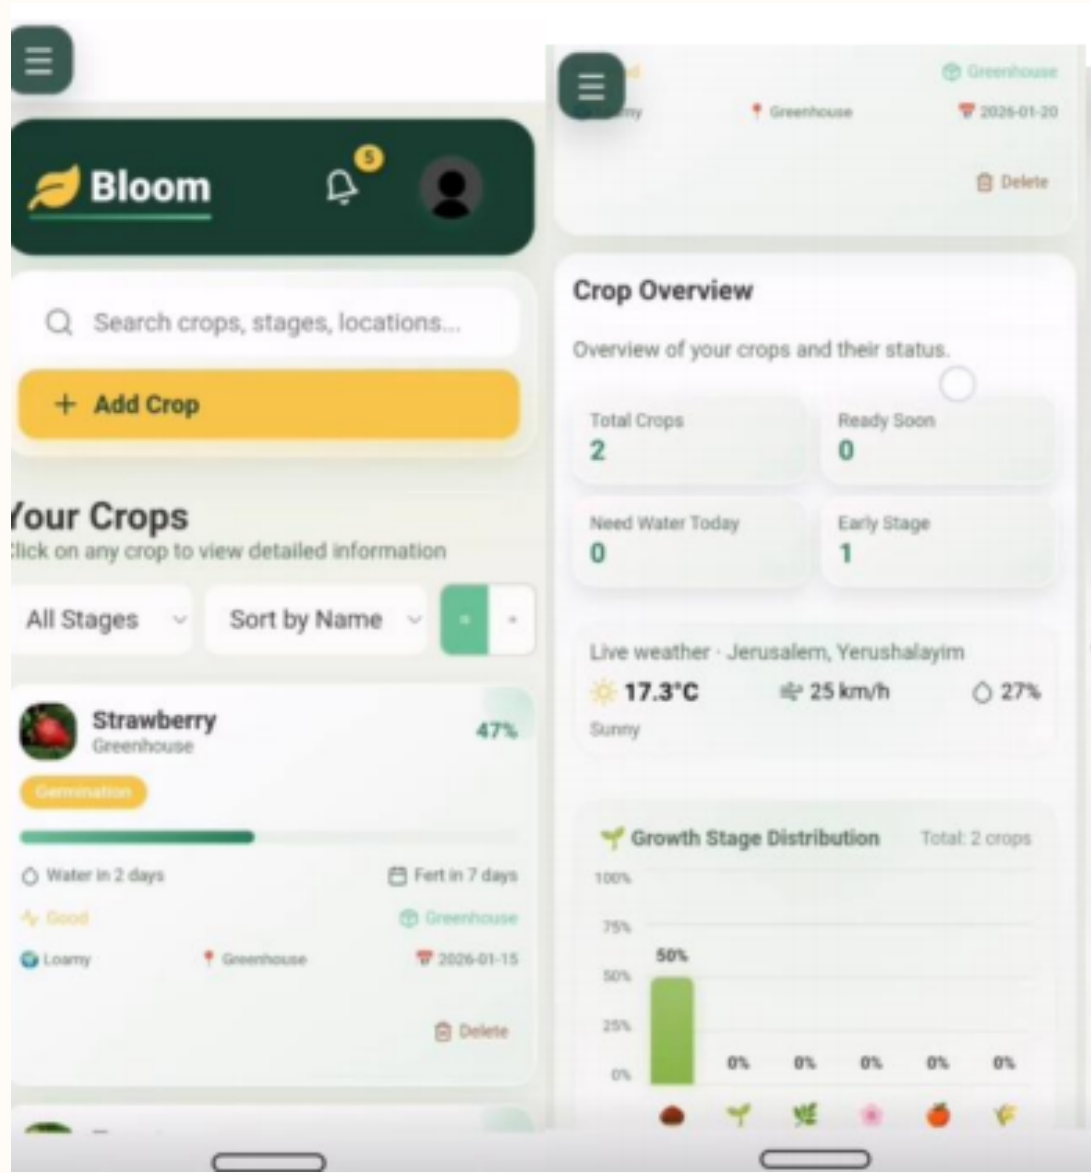 Bloom
5
Search crops, stages, locations...
+ Add Crop
Your Crops
Click on any crop to view detailed information
All Stages
Sort by Name
Strawberry
Greenhouse
47%
Germination
Water in 2 days
Fert in 7 days
Good
Greenhouse
Loamy
Greenhouse
2026-01-15
Delete
Greenhouse
Greenhouse
2026-01-20
Delete
Crop Overview
Overview of your crops and their status.
Total Crops
2
Ready Soon
0
Need Water Today
0
Early Stage
1
Live weather · Jerusalem, Yerushalayim
17.3°C
25 km/h
27%
Sunny
Growth Stage Distribution
Total: 2 crops
100%
75%
50%
50%
25%
0%
0%
0%
0%
0%
0%